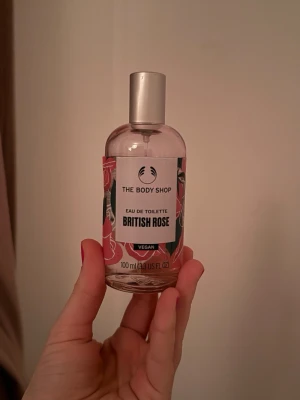 THE BODY SHOP
EAU DE TOILETTE
BRITISH ROSE
VEGAN
100 ml